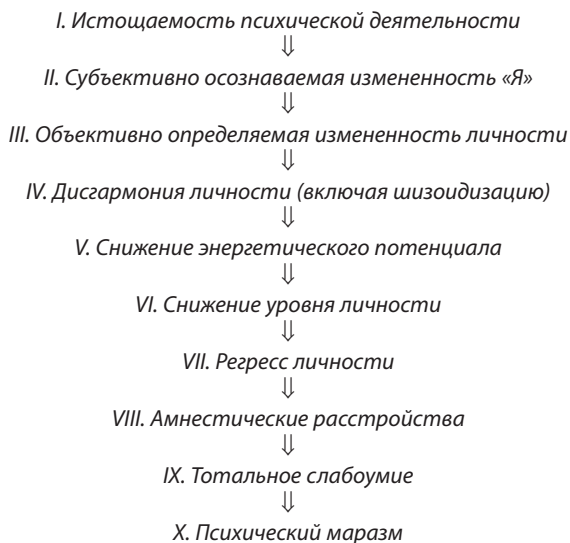 I. Истощаемость психической деятельности
⇓
II. Субъективно осознаваемая измененность «Я»
⇓
III. Объективно определяемая измененность личности
⇓
IV. Дисгармония личности (включая шизоидизацию)
⇓
V. Снижение энергетического потенциала
⇓
VI. Снижение уровня личности
⇓
VII. Регресс личности
⇓
VIII. Амнестические расстройства
⇓
IX. Тотальное слабоумие
⇓
X. Психический маразм